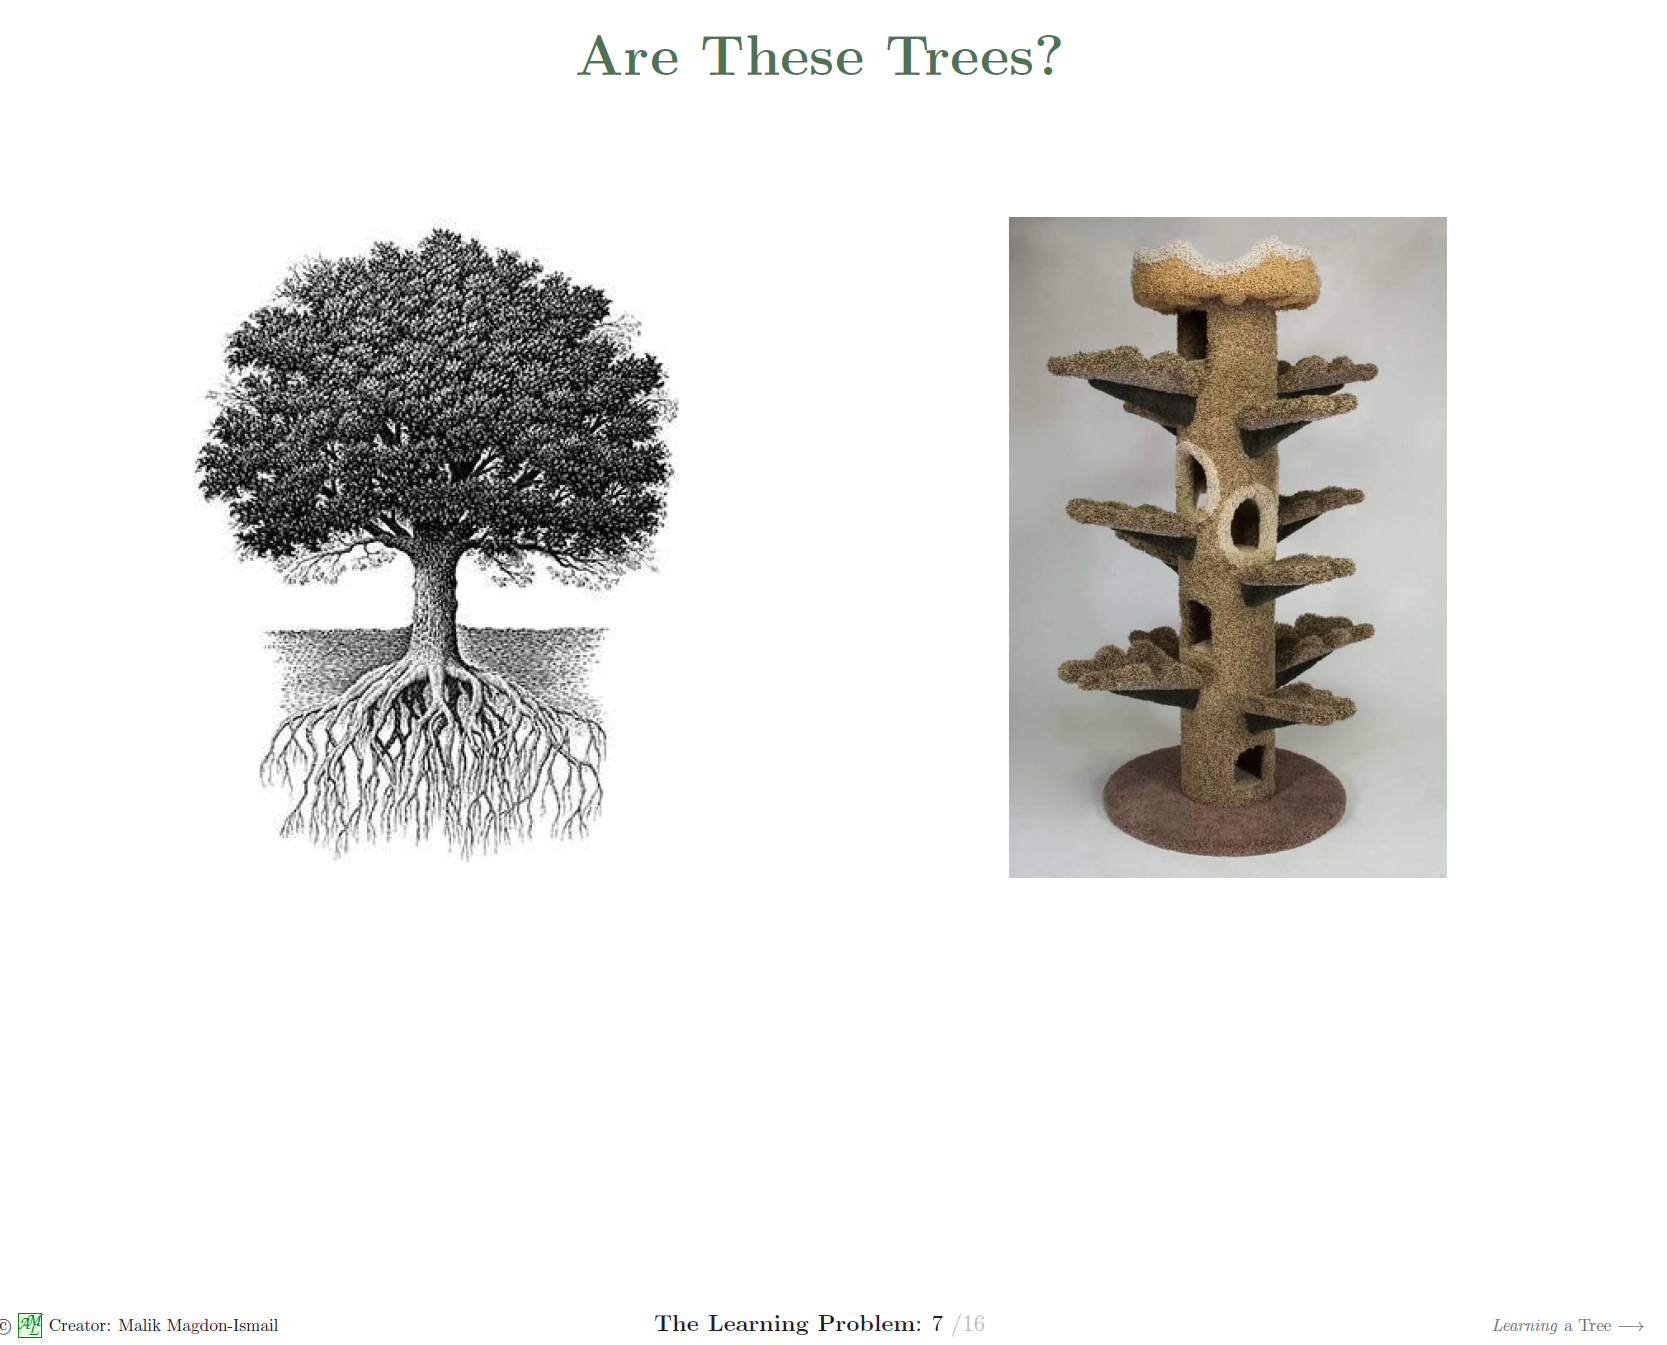 Are These Trees?
© AML Creator: Malik Magdon-Ismail
The Learning Problem: 7 /16
Learning a Tree →